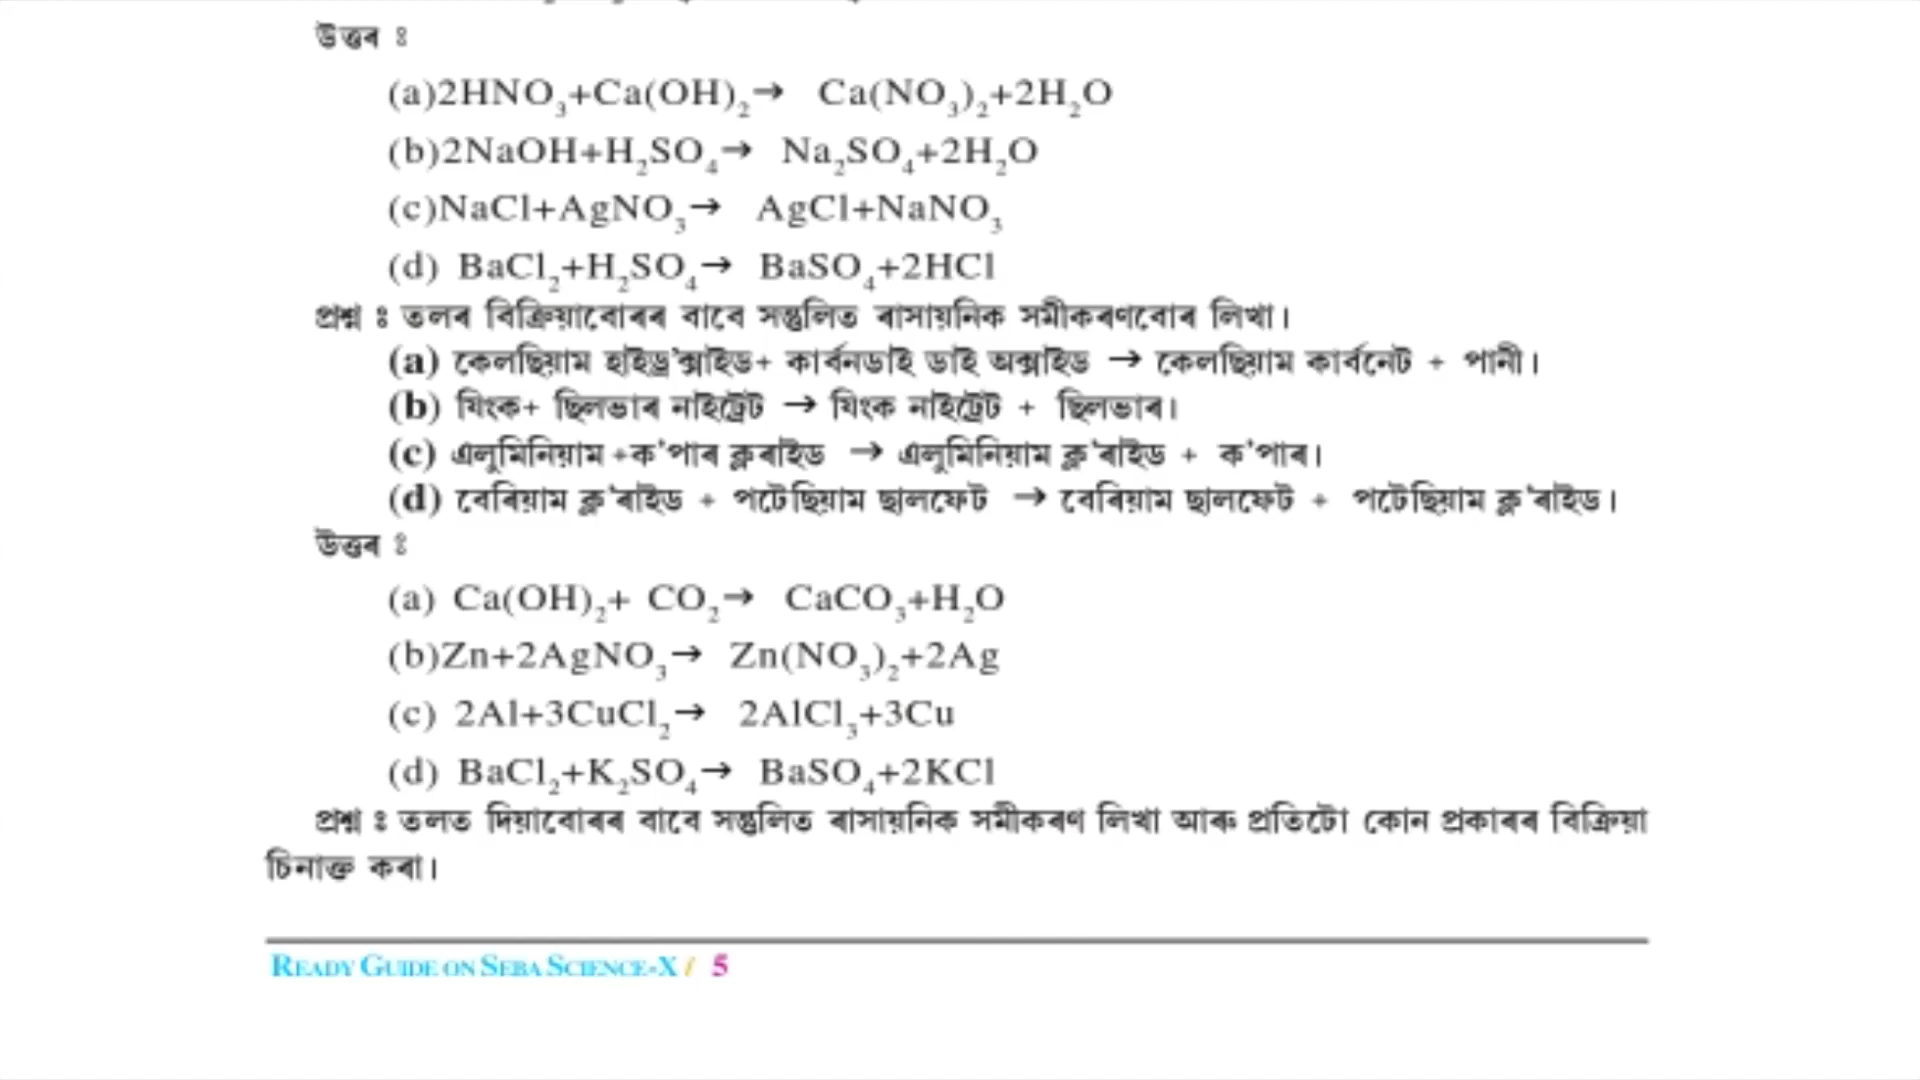 উত্তৰ ঃ
(a)2HNO₃+Ca(OH)₂→ Ca(NO₃)₂+2H₂O
(b)2NaOH+H₂SO₄→ Na₂SO₄+2H₂O
(c)NaCl+AgNO₃→ AgCl+NaNO₃
(d) BaCl₂+H₂SO₄→ BaSO₄+2HCl
প্ৰশ্ন ঃ তলৰ বিক্ৰিয়াবোৰৰ বাবে সন্তুলিত ৰাসায়নিক সমীকৰণবোৰ লিখা।
(a) কেলছিয়াম হাইড্ৰ'ক্সাইড+ কাৰ্বনডাই ডাই অক্সাইড → কেলছিয়াম কাৰ্বনেট + পানী।
(b) যিংক+ ছিলভাৰ নাইট্ৰেট → যিংক নাইট্ৰেট + ছিলভাৰ।
(c) এলুমিনিয়াম +ক'পাৰ ক্লৰাইড → এলুমিনিয়াম ক্ল'ৰাইড + ক'পাৰ।
(d) বেৰিয়াম ক্ল'ৰাইড + পটেছিয়াম ছালফেট → বেৰিয়াম ছালফেট + পটেছিয়াম ক্ল'ৰাইড।
উত্তৰ ঃ
(a) Ca(OH)₂+ CO₂→ CaCO₃+H₂O
(b)Zn+2AgNO₃→ Zn(NO₃)₂+2Ag
(c) 2Al+3CuCl₂→ 2AlCl₃+3Cu
(d) BaCl₂+K₂SO₄→ BaSO₄+2KCl
প্ৰশ্ন ঃ তলত দিয়াবোৰৰ বাবে সন্তুলিত ৰাসায়নিক সমীকৰণ লিখা আৰু প্ৰতিটো কোন প্ৰকাৰৰ বিক্ৰিয়া
চিনাক্ত কৰা।
READY GUIDE ON SEBA SCIENCE-X / 5